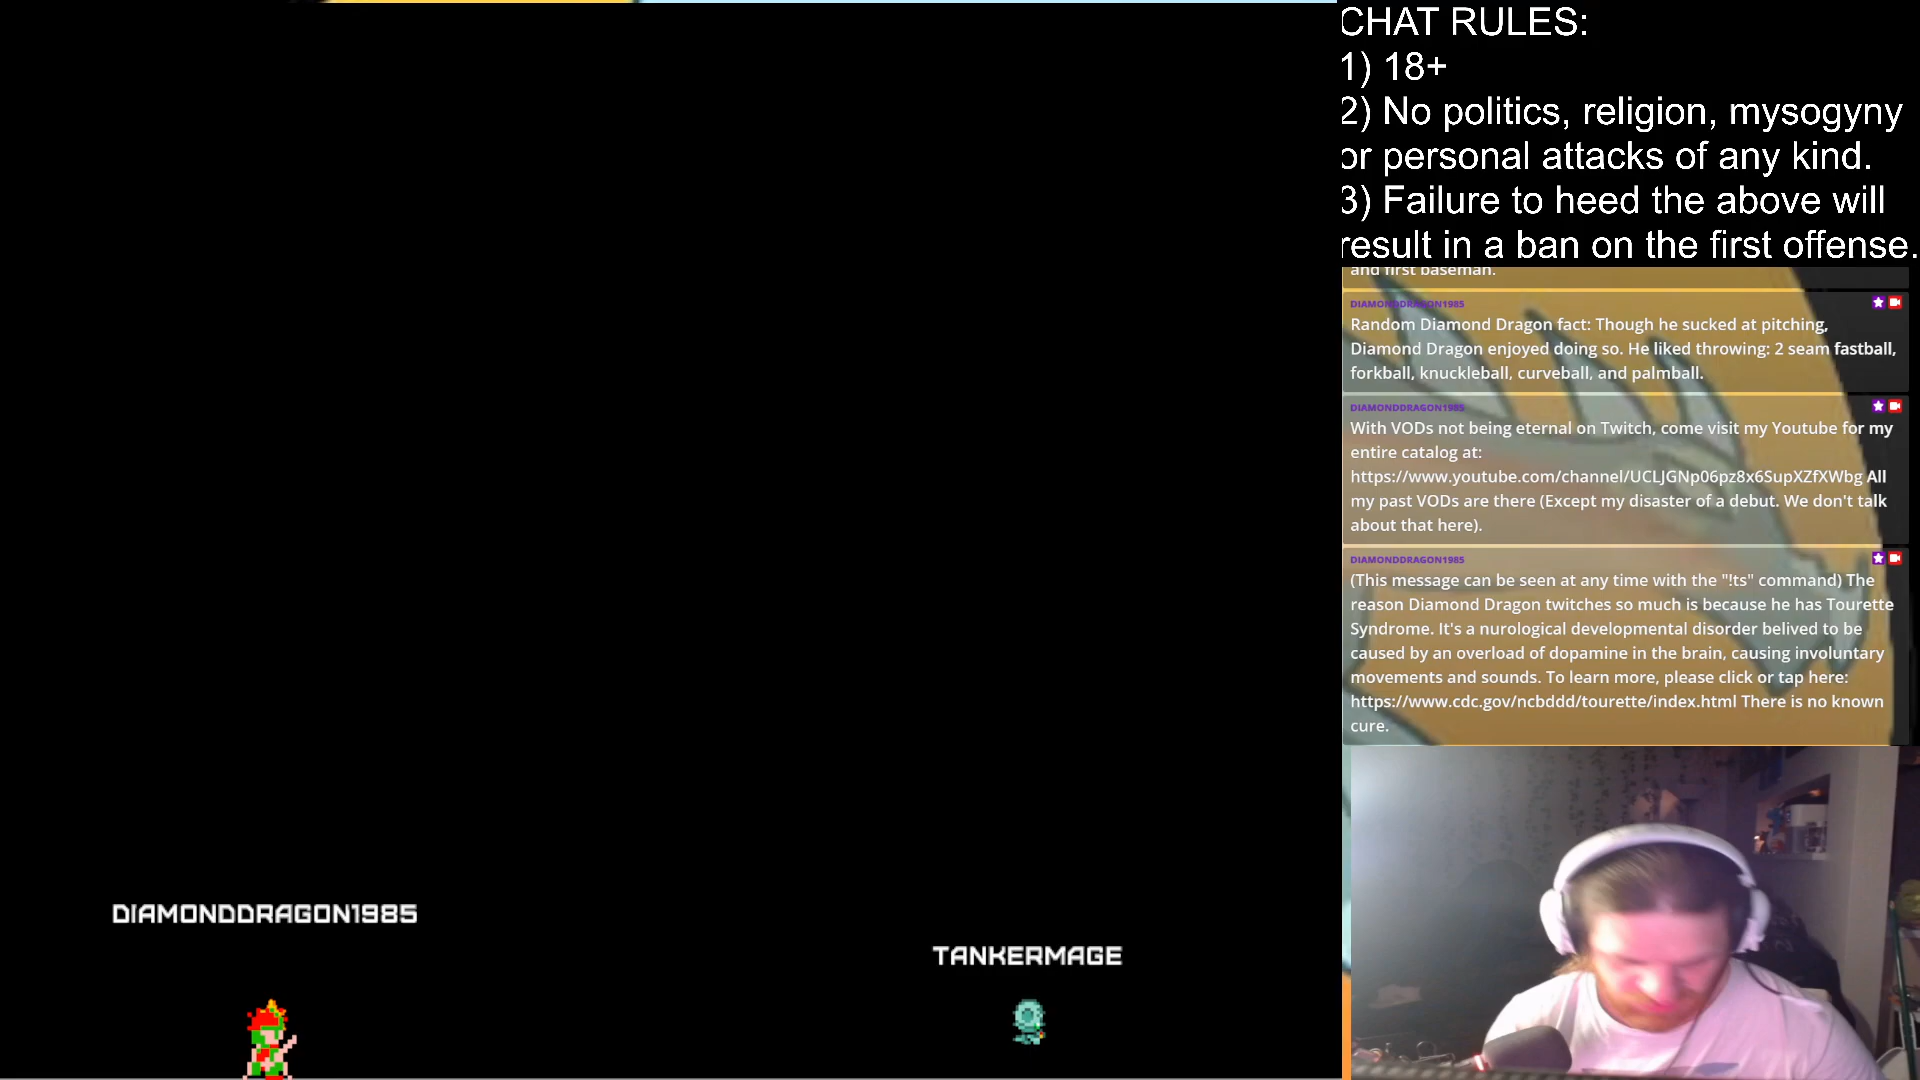 CHAT RULES:
1) 18+
2) No politics, religion, mysogyny
or personal attacks of any kind.
3) Failure to heed the above will
result in a ban on the first offense.
and first baseman.
DIAMONDDRAGON1985
Random Diamond Dragon fact: Though he sucked at pitching,
Diamond Dragon enjoyed doing so. He liked throwing: 2 seam fastball,
forkball, knuckleball, curveball, and palmball.
DIAMONDDRAGON1985
With VODs not being eternal on Twitch, come visit my Youtube for my
entire catalog at:
https://www.youtube.com/channel/UCLJGNp06pz8x6SupXZfXWbg All
my past VODs are there (Except my disaster of a debut. We don't talk
about that here).
DIAMONDDRAGON1985
(This message can be seen at any time with the "!ts" command) The
reason Diamond Dragon twitches so much is because he has Tourette
Syndrome. It's a nurological developmental disorder belived to be
caused by an overload of dopamine in the brain, causing involuntary
movements and sounds. To learn more, please click or tap here:
https://www.cdc.gov/ncbddd/tourette/index.html There is no known
cure.
DIAMONDDRAGON1985
TANKERMAGE